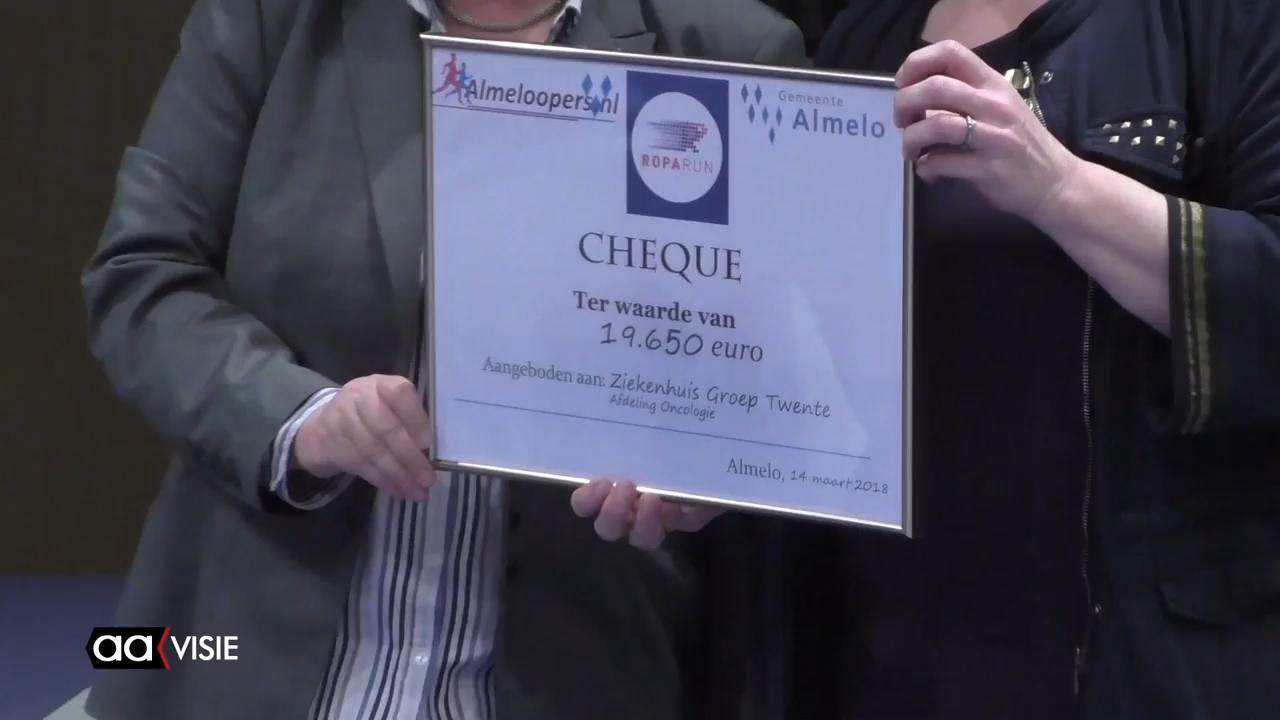 Almeloopers.nl
Gemeente
Almelo
ROPARUN
CHEQUE
Ter waarde van
19.650 euro
Aangeboden aan: Ziekenhuis Groep Twente
Afdeling Oncologie
Almelo, 14 maart 2018
aa VISIE